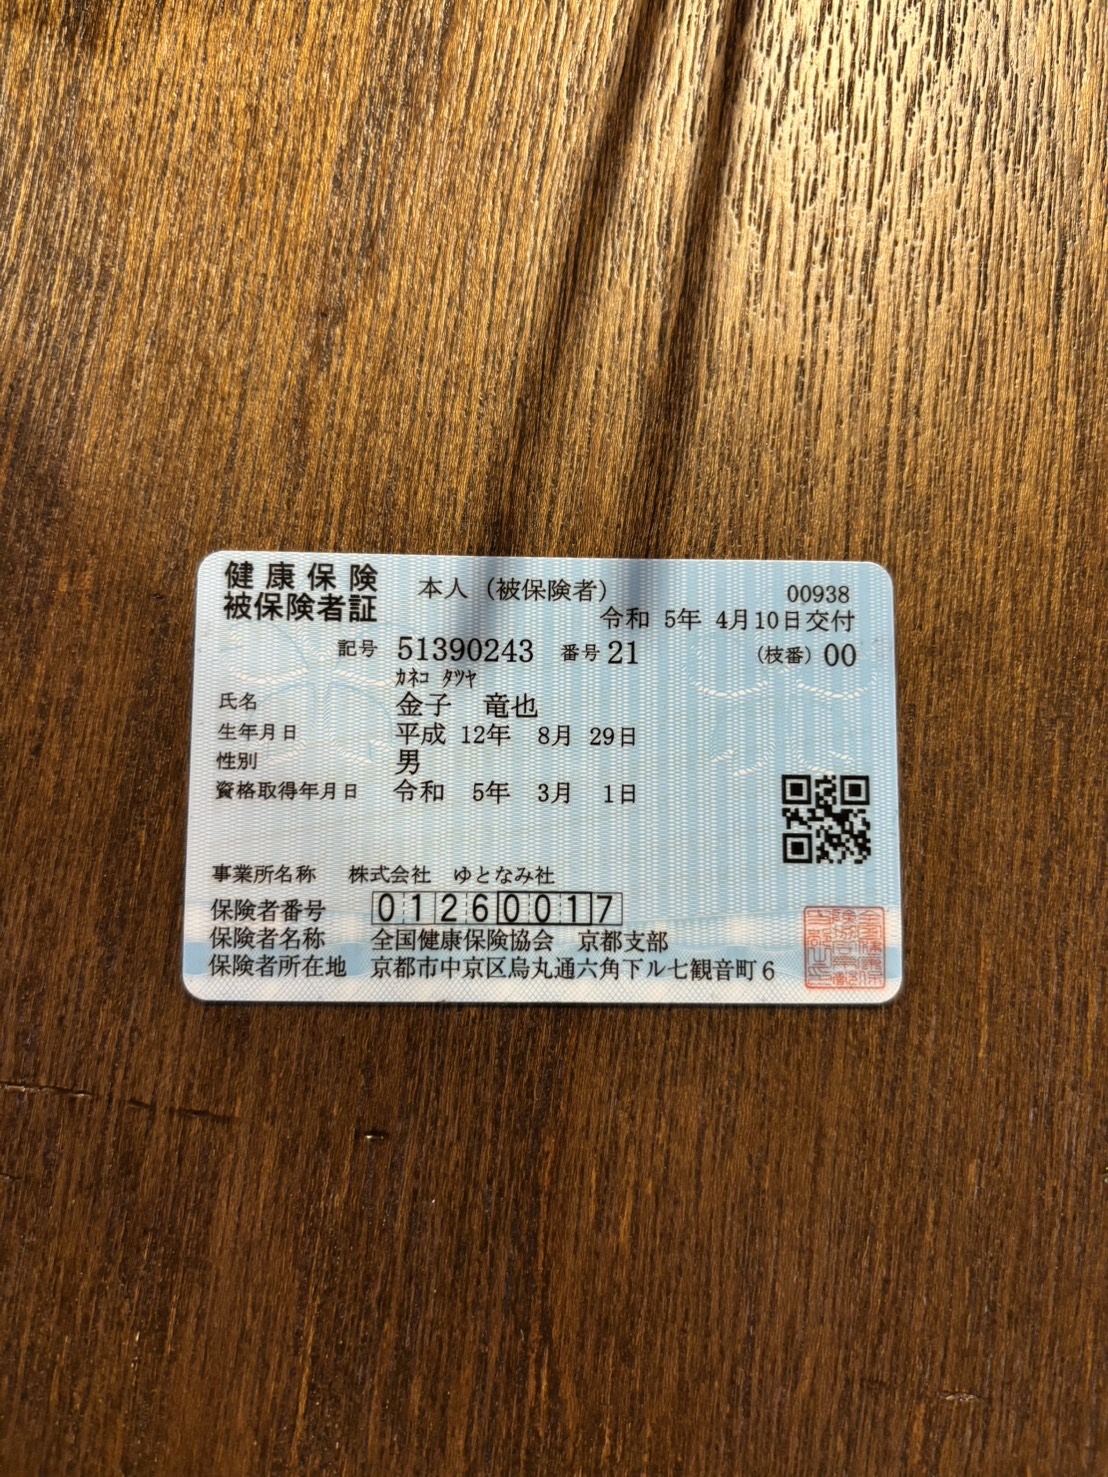 健康保険
被保険者証
本人（被保険者）
00938
令和 5年 4月10日交付
記号 51390243 番号 21 (枝番) 00
ｶﾈｺ ﾀﾂﾔ
氏名 金子 竜也
生年月日 平成 12年 8月 29日
性別 男
資格取得年月日 令和 5年 3月 1日
事業所名称 株式会社 ゆとなみ社
保険者番号 01260017
保険者名称 全国健康保険協会 京都支部
保険者所在地 京都市中京区烏丸通六角下ル七観音町６